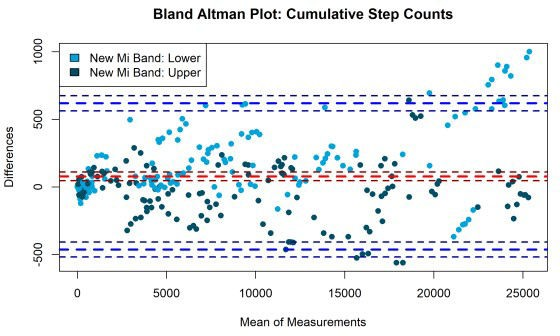 Bland Altman Plot: Cumulative Step Counts
New Mi Band: Lower
New Mi Band: Upper
1000
500
0
-500
Differences
0 5000 10000 15000 20000 25000
Mean of Measurements